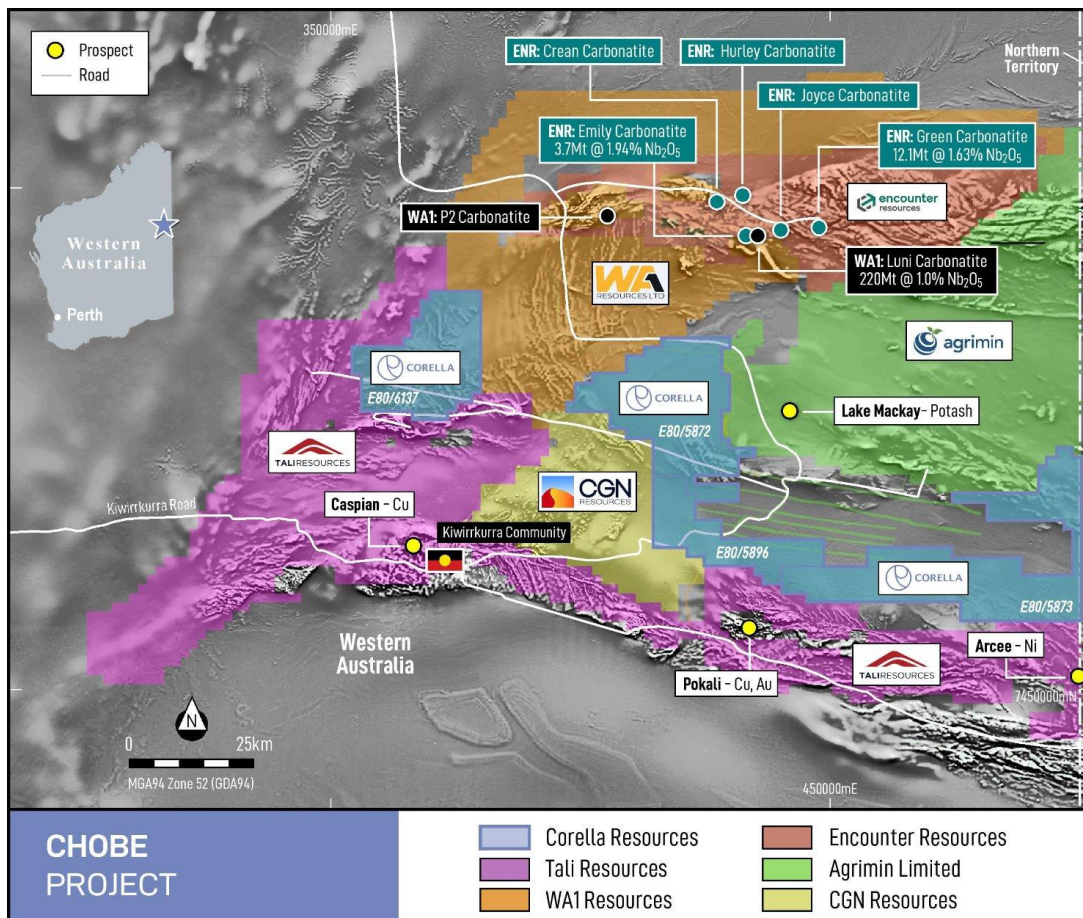 350000mE
Prospect
Road
Northern
Territory
ENR: Crean Carbonatite
ENR: Hurley Carbonatite
ENR: Joyce Carbonatite
ENR: Emily Carbonatite
3.7Mt @ 1.94% Nb₂O₅
ENR: Green Carbonatite
12.1Mt @ 1.63% Nb₂O₅
encounter
resources
WA1: P2 Carbonatite
WA1: Luni Carbonatite
220Mt @ 1.0% Nb₂O₅
Western
Australia
Perth
WA1
RESOURCES LTD
agrimin
CORELLA
E80/6137
CORELLA
E80/5872
Lake Mackay - Potash
TALIRESOURCES
CGN
RESOURCES
Kiwirrkurra Road
Caspian - Cu
Kiwirrkurra Community
E80/5896
CORELLA
E80/5873
Western
Australia
Pokali - Cu, Au
TALIRESOURCES
Arcee - Ni
7450000mN
N
0 25km
MGA94 Zone 52 (GDA94)
450000mE
CHOBE
PROJECT
Corella Resources
Tali Resources
WA1 Resources
Encounter Resources
Agrimin Limited
CGN Resources